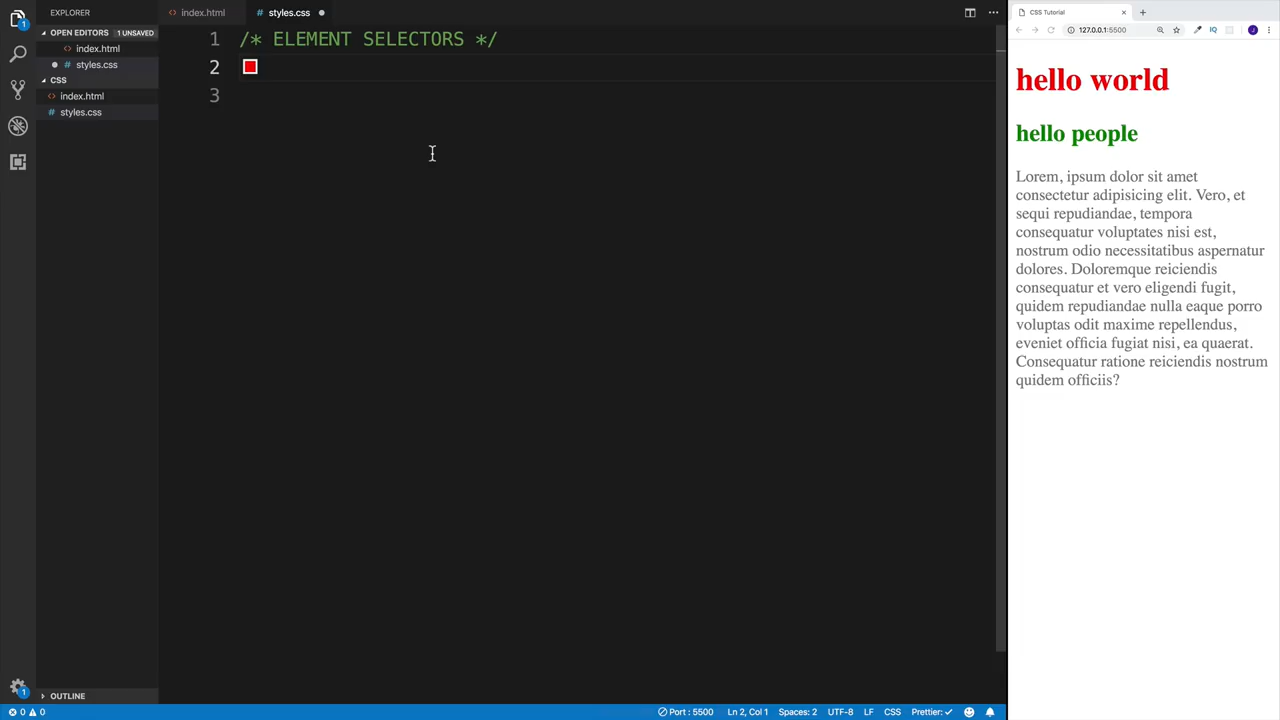 EXPLORER
OPEN EDITORS 1 UNSAVED
index.html
styles.css
CSS
index.html
styles.css
OUTLINE
index.html
styles.css
1 /* ELEMENT SELECTORS */
2
3
CSS Tutorial
127.0.0.1:5500
IQ
J
hello world
hello people
Lorem, ipsum dolor sit amet
consectetur adipisicing elit. Vero, et
sequi repudiandae, tempora
consequatur voluptates nisi est,
nostrum odio necessitatibus aspernatur
dolores. Doloremque reiciendis
consequatur et vero eligendi fugit,
quidem repudiandae nulla eaque porro
voluptas odit maxime repellendus,
eveniet officia fugiat nisi, ea quaerat.
Consequatur ratione reiciendis nostrum
quidem officiis?
1
1
0 0 Port : 5500 Ln 2, Col 1 Spaces: 2 UTF-8 LF CSS Prettier: ✓